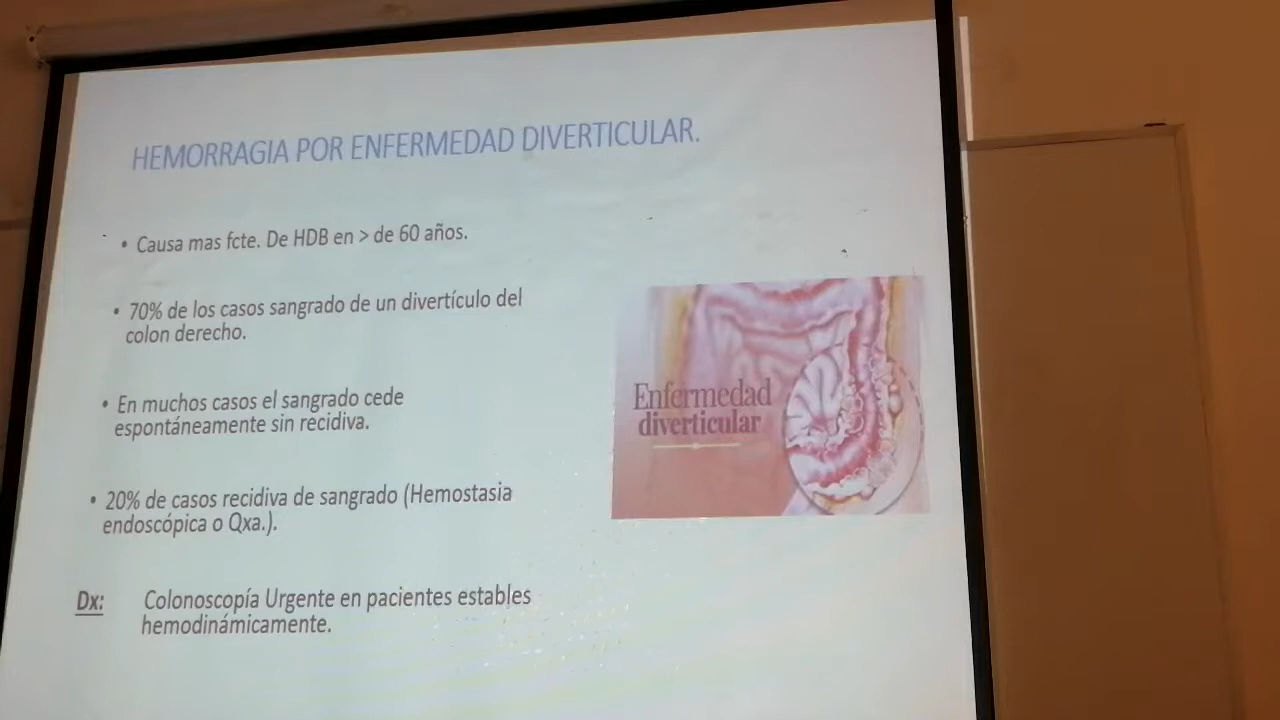 HEMORRAGIA POR ENFERMEDAD DIVERTICULAR.
• Causa mas fcte. De HDB en > de 60 años.
• 70% de los casos sangrado de un divertículo del
colon derecho.
• En muchos casos el sangrado cede
espontáneamente sin recidiva.
• 20% de casos recidiva de sangrado (Hemostasia
endoscópica o Qxa.).
Dx: Colonoscopía Urgente en pacientes estables
hemodinámicamente.
Enfermedad
diverticular